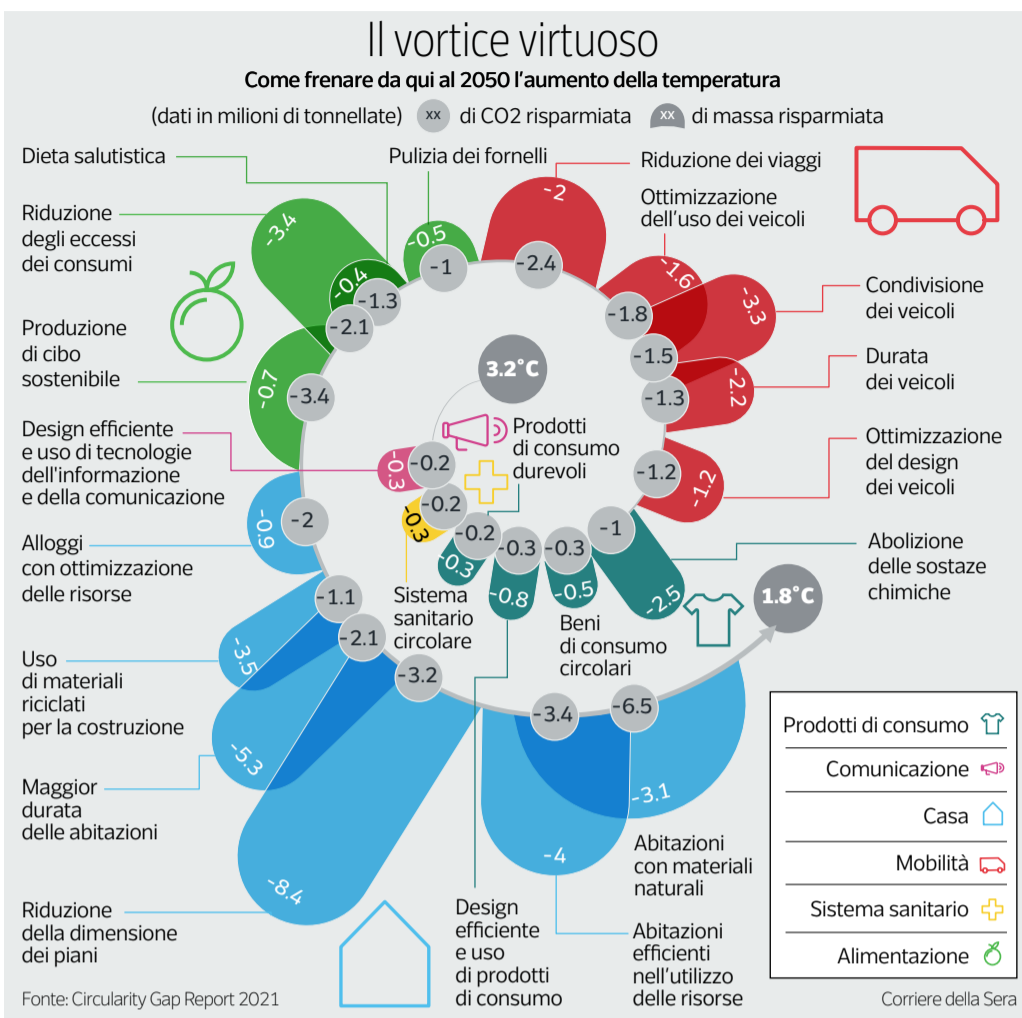 Il vortice virtuoso
Come frenare da qui al 2050 l'aumento della temperatura
(dati in milioni di tonnellate) xx di CO2 risparmiata xx di massa risparmiata
Dieta salutistica
Pulizia dei fornelli
Riduzione dei viaggi
Riduzione
degli eccessi
dei consumi
Ottimizzazione
dell'uso dei veicoli
Produzione
di cibo
sostenibile
Condivisione
dei veicoli
Durata
dei veicoli
Design efficiente
e uso di tecnologie
dell'informazione
e della comunicazione
Ottimizzazione
del design
dei veicoli
Alloggi
con ottimizzazione
delle risorse
Abolizione
delle sostaze
chimiche
Uso
di materiali
riciclati
per la costruzione
Maggior
durata
delle abitazioni
Riduzione
della dimensione
dei piani
Prodotti
di consumo
durevoli
Sistema
sanitario
circolare
Beni
di consumo
circolari
Design
efficiente
e uso
di prodotti
di consumo
Abitazioni
con materiali
naturali
Abitazioni
efficienti
nell'utilizzo
delle risorse
3.2°C
-0.3
-0.2
-0.3
-0.2
-0.3
-0.2
-0.8
-0.3
-0.5
-0.3
-2.5
-1
-1.2
-1.2
-2.2
-1.3
-3.3
-1.5
-1.6
-1.8
-2
-2.4
-0.5
-1
-0.4
-1.3
-3.4
-2.1
-0.7
-3.4
-0.9
-2
-3.5
-1.1
-5.3
-2.1
-8.4
-3.2
-4
-3.4
-3.1
-6.5
1.8°C
Prodotti di consumo
Comunicazione
Casa
Mobilità
Sistema sanitario
Alimentazione
Fonte: Circularity Gap Report 2021
Corriere della Sera